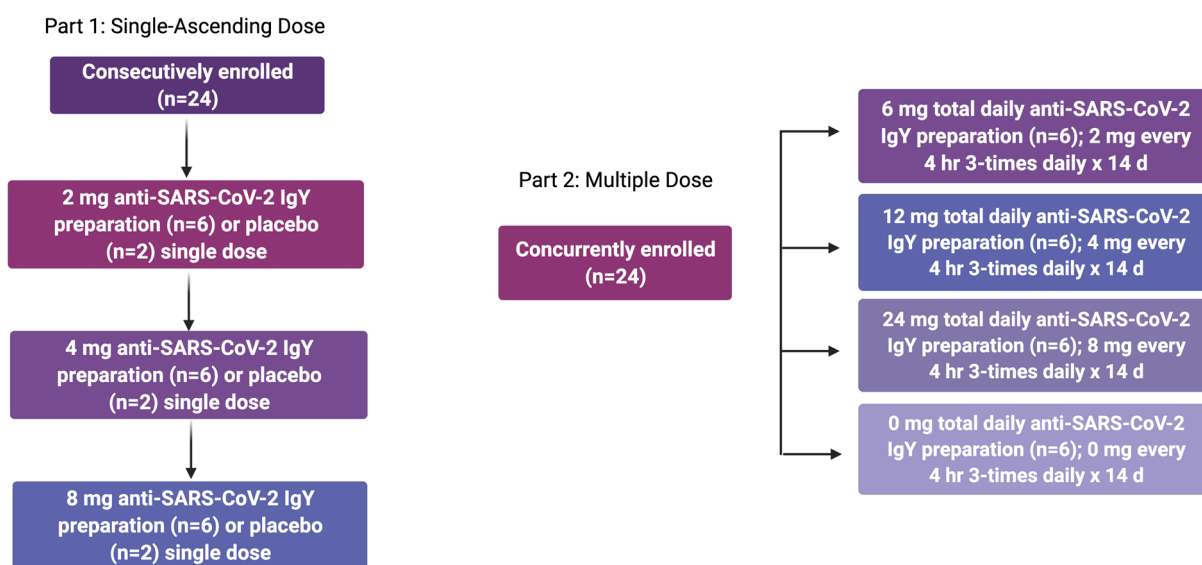 Part 1: Single-Ascending Dose
Consecutively enrolled
(n=24)
2 mg anti-SARS-CoV-2 IgY
preparation (n=6) or placebo
(n=2) single dose
4 mg anti-SARS-CoV-2 IgY
preparation (n=6) or placebo
(n=2) single dose
8 mg anti-SARS-CoV-2 IgY
preparation (n=6) or placebo
(n=2) single dose
Part 2: Multiple Dose
Concurrently enrolled
(n=24)
6 mg total daily anti-SARS-CoV-2
IgY preparation (n=6); 2 mg every
4 hr 3-times daily x 14 d
12 mg total daily anti-SARS-CoV-2
IgY preparation (n=6); 4 mg every
4 hr 3-times daily x 14 d
24 mg total daily anti-SARS-CoV-2
IgY preparation (n=6); 8 mg every
4 hr 3-times daily x 14 d
0 mg total daily anti-SARS-CoV-2
IgY preparation (n=6); 0 mg every
4 hr 3-times daily x 14 d